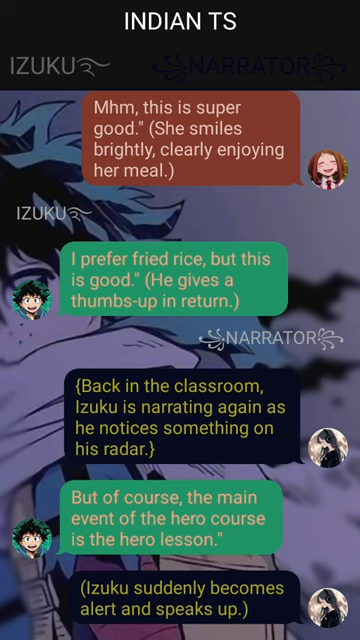 INDIAN TS
IZUKU
NARRATOR
Mhm, this is super
good." (She smiles
brightly, clearly enjoying
her meal.)
IZUKU
I prefer fried rice, but this
is good." (He gives a
thumbs-up in return.)
NARRATOR
{Back in the classroom,
Izuku is narrating again as
he notices something on
his radar.}
But of course, the main
event of the hero course
is the hero lesson."
(Izuku suddenly becomes
alert and speaks up.)